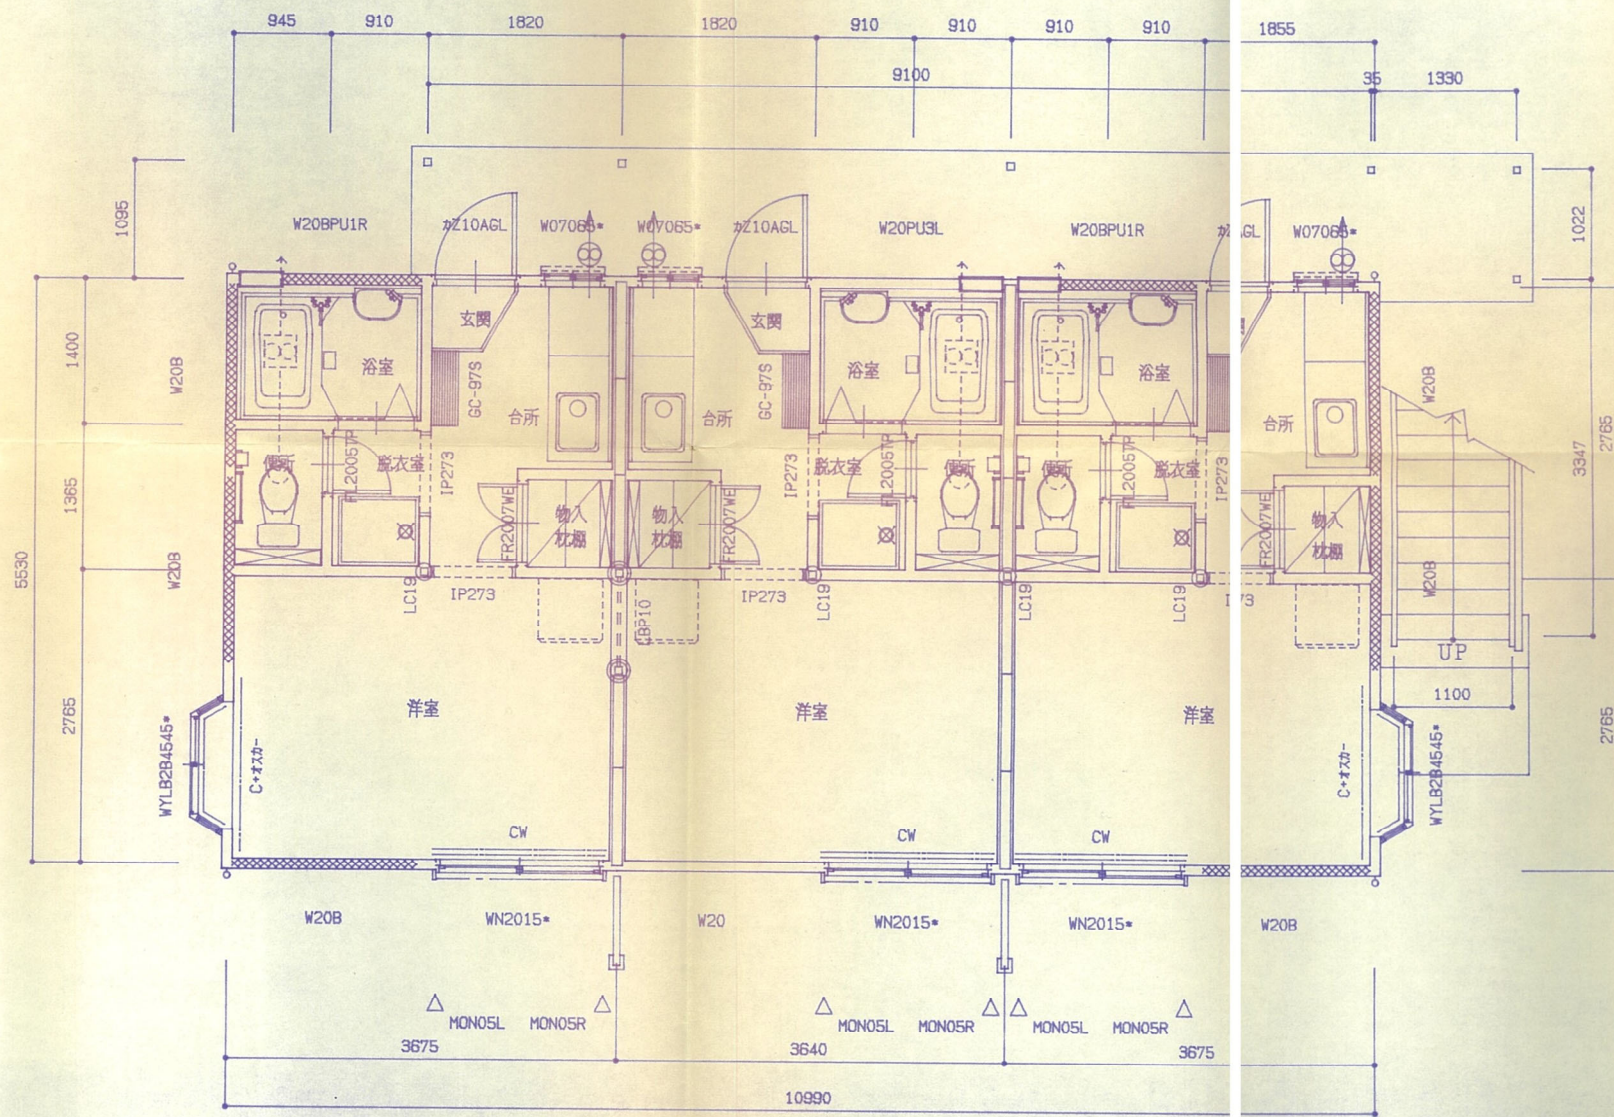 945 910 1820 1820 910 910 910 910 1855
9100 35 1330
1095
1022
W20BPU1R カZ10AGL W07065* W07065* カZ10AGL W20PU3L W20BPU1R W07065*
玄関 玄関
浴室 浴室 浴室
GC-97S GC-97S
台所 台所 台所
1400
W20B
W20B
便所 脱衣室 脱衣室 便所 便所 脱衣室
IP273 IP273 IP273
物入 物入 物入
枕棚 枕棚 枕棚
FR2007WE FR2007WE FR2007WE
1365
W20B
W20B
3347
2765
5530
LC19 IP273 IP273 LC19 LC19 LC19
UP
1100
2765
2765
洋室 洋室 洋室
WYLB2B4545*
C+オスカー
C+オスカー
WYLB2B4545*
CW CW CW
W20B WN2015* W20 WN2015* WN2015* W20B
MON05L MON05R MON05L MON05R MON05L MON05R
3675 3640 3675
10990